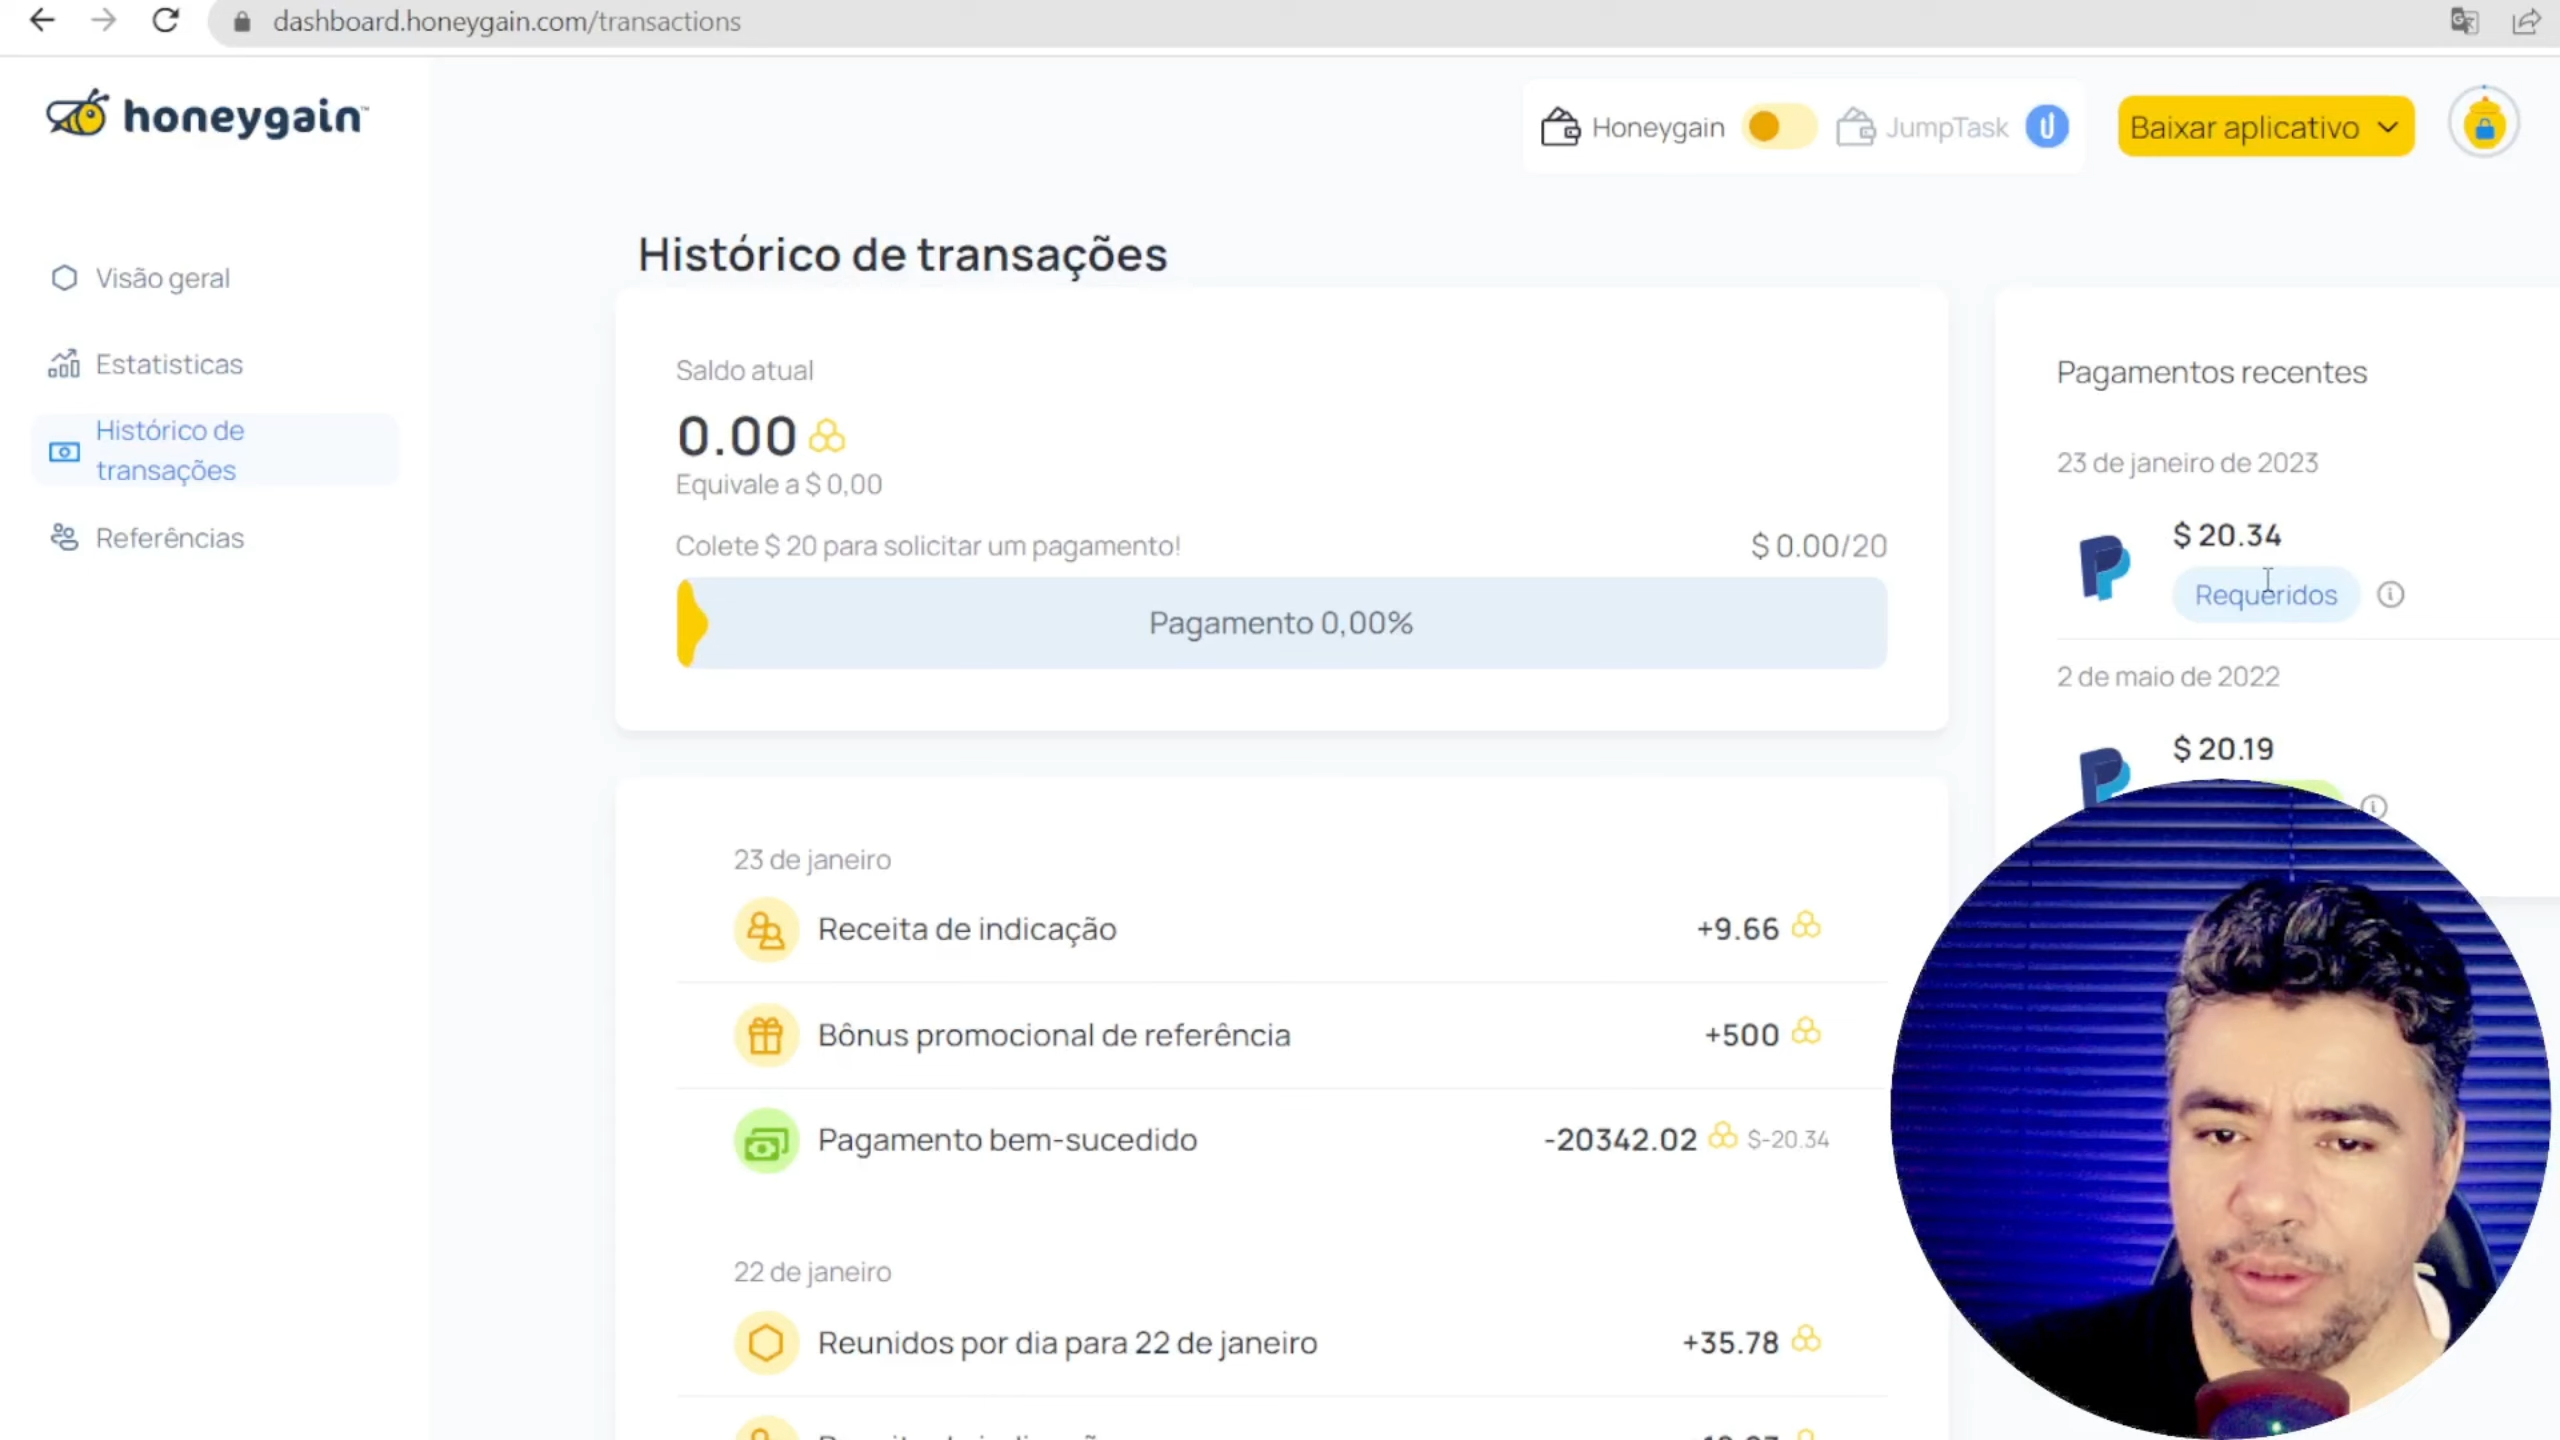 dashboard.honeygain.com/transactions
honeygain™
Honeygain
JumpTask
Baixar aplicativo
Visão geral
Estatisticas
Histórico de
transações
Referências
Histórico de transações
Saldo atual
0.00
Equivale a $ 0,00
Colete $ 20 para solicitar um pagamento!
$ 0.00/20
Pagamento 0,00%
Pagamentos recentes
23 de janeiro de 2023
$ 20.34
Requeridos
2 de maio de 2022
$ 20.19
23 de janeiro
Receita de indicação
+9.66
Bônus promocional de referência
+500
Pagamento bem-sucedido
-20342.02 $-20.34
22 de janeiro
Reunidos por dia para 22 de janeiro
+35.78